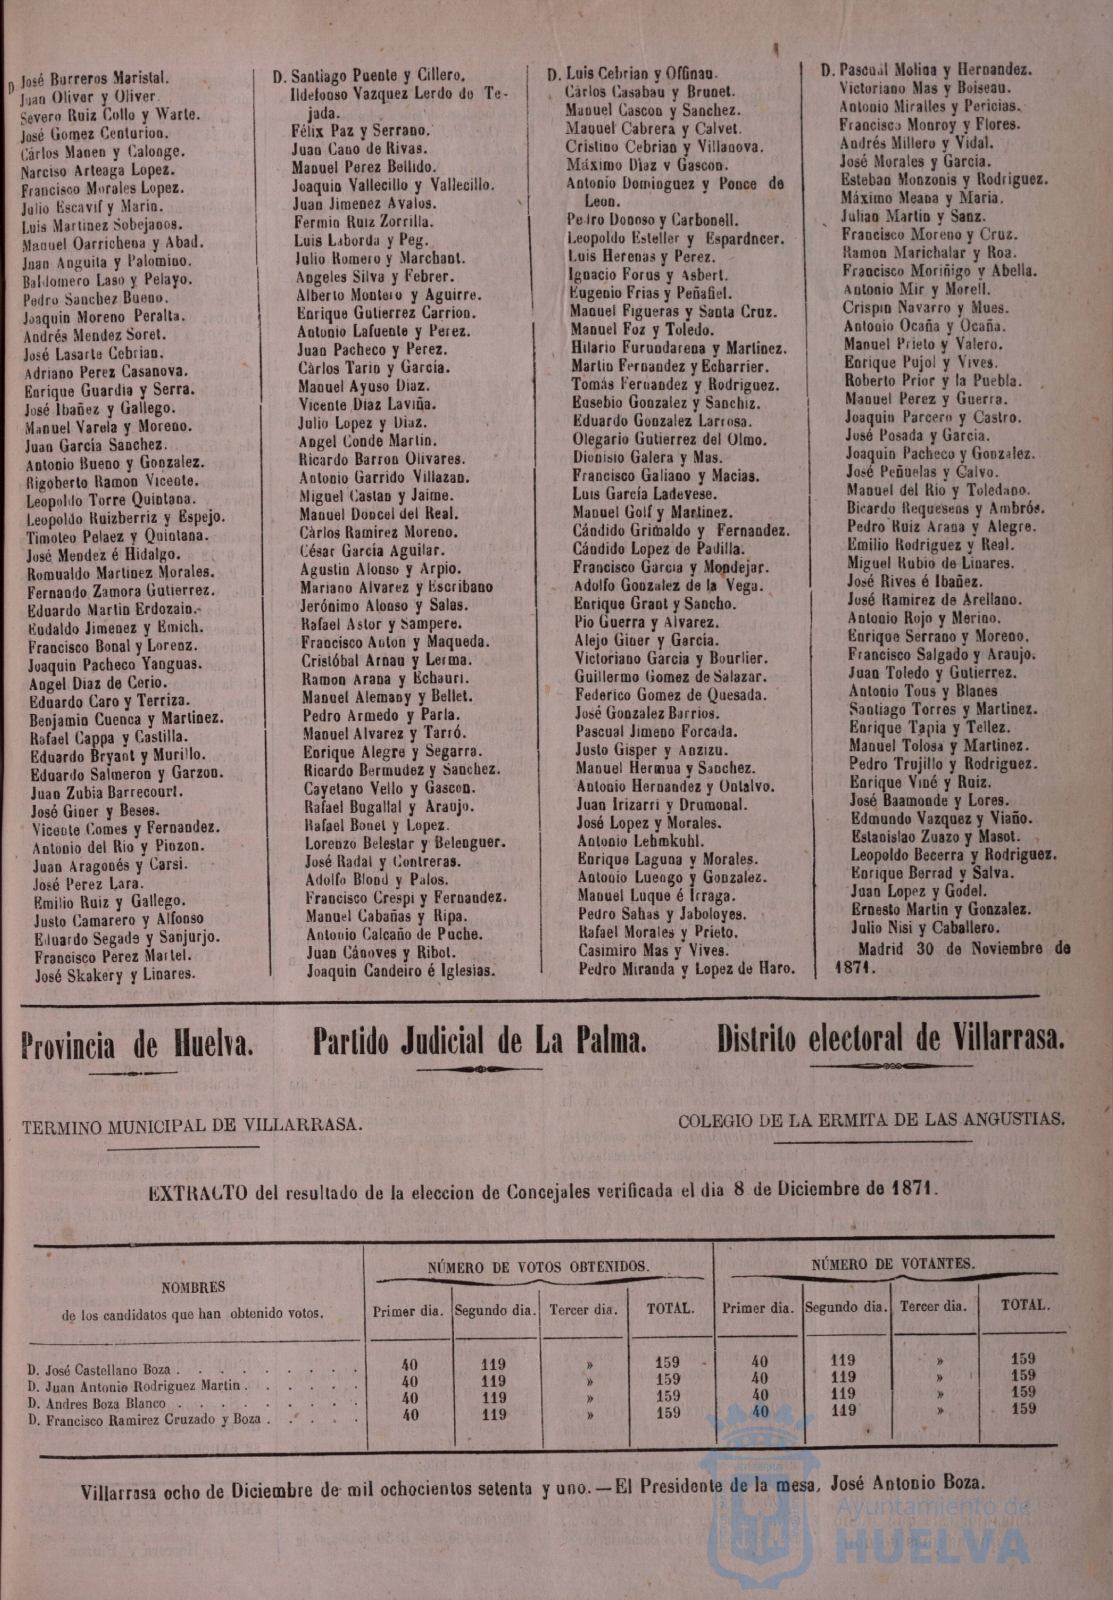 D. José Burreros Maristal.
Juan Oliver y Oliver.
Severo Ruiz Collo y Warte.
José Gomez Centurion.
Cárlos Manen y Calonge.
Narciso Arteaga Lopez.
Francisco Morales Lopez.
Julio Escavif y Marin.
Luis Martinez Sobejanos.
Manuel Oarrichena y Abad.
Juan Anguita y Palomino.
Baldomero Laso y Pelayo.
Pedro Sanchez Bueno.
Joaquin Moreno Peralta.
Andrés Mendez Soret.
José Lasarte Cebrian.
Adriano Perez Casanova.
Enrique Guardia y Serra.
José Ibañez y Gallego.
Manuel Varela y Moreno.
Juan García Sanchez.
Antonio Bueno y Gonzalez.
Rigoberto Ramon Vicente.
Leopoldo Torre Quintana.
Leopoldo Ruizberriz y Espejo.
Timoteo Pelaez y Quintana.
José Mendez é Hidalgo.
Romualdo Martinez Morales.
Fernando Zamora Gutierrez.
Eduardo Martin Erdozain.
Eudaldo Jimenez y Emich.
Francisco Bonal y Lorenz.
Joaquin Pacheco Yanguas.
Angel Diaz de Cerio.
Eduardo Caro y Terriza.
Benjamin Cuenca y Martinez.
Rafael Cappa y Castilla.
Eduardo Bryant y Murillo.
Eduardo Salmeron y Garzon.
Juan Zubia Barrecourt.
José Giner y Beses.
Vicente Comes y Fernandez.
Antonio del Rio y Pinzon.
Juan Aragonés y Carsi.
José Perez Lara.
Emilio Ruiz y Gallego.
Justo Camarero y Alfonso
Eduardo Segade y Sanjurjo.
Francisco Perez Martel.
José Skakery y Linares.
D. Santiago Puente y Cillero.
Ildefonso Vazquez Lerdo de Te-
jada.
Félix Paz y Serrano.
Juan Cano de Rivas.
Manuel Perez Bellido.
Joaquin Vallecillo y Vallecillo.
Juan Jimenez Avalos.
Fermin Ruiz Zorrilla.
Luis Laborda y Peg.
Julio Romero y Marchant.
Angeles Silva y Febrer.
Alberto Montero y Aguirre.
Enrique Gutierrez Carrion.
Antonio Lafuente y Perez.
Juan Pacheco y Perez.
Cárlos Tario y García.
Manuel Ayuso Diaz.
Vicente Diaz Laviña.
Julio Lopez y Diaz.
Angel Conde Martin.
Ricardo Barron Olivares.
Antonio Garrido Villazan.
Miguel Castan y Jaime.
Manuel Doncel del Real.
Cárlos Ramirez Moreno.
César García Aguilar.
Agustin Alonso y Arpio.
Mariano Alvarez y Escribano
Jerónimo Alonso y Salas.
Rafael Astor y Sampere.
Francisco Anton y Maqueda.
Cristóbal Arnau y Lerma.
Ramon Arana y Echauri.
Manuel Alemany y Bellet.
Pedro Armedo y Parla.
Manuel Alvarez y Tarró.
Enrique Alegre y Segarra.
Ricardo Bermudez y Sanchez.
Cayetano Vello y Gascon.
Rafael Bugallal y Araujo.
Rafael Bonet y Lopez.
Lorenzo Belestar y Belenguer.
José Radal y Contreras.
Adolfo Blond y Palos.
Francisco Crespi y Fernandez.
Manuel Cabañas y Ripa.
Antonio Calcaño de Puche.
Juan Cánoves y Ribot.
Joaquin Candeiro é Iglesias.
D. Luis Cebrian y Offinau.
Cárlos Casabau y Brunet.
Manuel Cascon y Sanchez.
Manuel Cabrera y Calvet.
Cristino Cebrian y Villanova.
Máximo Diaz y Gascon.
Antonio Dominguez y Ponce de
Leon.
Pedro Donoso y Carbonell.
Leopoldo Esteller y Espardncer.
Luis Herenas y Perez.
Ignacio Forus y Asbert.
Eugenio Frias y Peñafiel.
Manuel Figueras y Santa Cruz.
Manuel Foz y Toledo.
Hilario Furundarena y Martinez.
Martin Fernandez y Echarrier.
Tomás Fernandez y Rodriguez.
Eusebio Gonzalez y Sanchiz.
Eduardo Gonzalez Larrosa.
Olegario Gutierrez del Olmo.
Dionisio Galera y Mas.
Francisco Galiano y Macias.
Luis García Ladevese.
Manuel Golf y Martinez.
Cándido Grimaldo y Fernandez.
Cándido Lopez de Padilla.
Francisco Garcia y Mondejar.
Adolfo Gonzalez de la Vega.
Enrique Grant y Sancho.
Pio Guerra y Alvarez.
Alejo Giner y García.
Victoriano Garcia y Bourlier.
Guillermo Gomez de Salazar.
Federico Gomez de Quesada.
José Gonzalez Barrios.
Pascual Jimeno Forcada.
Justo Gisper y Anzizu.
Manuel Hermua y Sanchez.
Antonio Hernandez y Ontalvo.
Juan Irizarri y Drumonal.
José Lopez y Morales.
Antonio Lehmkuhl.
Enrique Laguna y Morales.
Antonio Luengo y Gonzalez.
Manuel Luque é Irraga.
Pedro Sahas y Jaboloyes.
Rafael Morales y Prieto.
Casimiro Mas y Vives.
Pedro Miranda y Lopez de Haro.
D. Pascual Molina y Hernandez.
Victoriano Mas y Boiseau.
Antonio Miralles y Pericias.
Francisco Monroy y Flores.
Andrés Millero y Vidal.
José Morales y Garcia.
Esteban Monzonis y Rodriguez.
Máximo Meana y Maria.
Julian Martin y Sanz.
Francisco Moreno y Cruz.
Ramon Marichalar y Roa.
Francisco Moriñigo y Abella.
Antonio Mir y Morell.
Crispin Navarro y Mues.
Antonio Ocaña y Ocaña.
Manuel Prieto y Valero.
Enrique Pujol y Vives.
Roberto Prior y la Puebla.
Manuel Perez y Guerra.
Joaquin Parcero y Castro.
José Posada y Garcia.
Joaquin Pacheco y Gonzalez.
José Peñuelas y Calvo.
Manuel del Rio y Toledano.
Ricardo Requesens y Ambrós.
Pedro Ruiz Arana y Alegre.
Emilio Rodriguez y Real.
Miguel Rubio de Linares.
José Rives é Ibañez.
José Ramirez de Arellano.
Antonio Rojo y Merino.
Enrique Serrano y Moreno.
Francisco Salgado y Araujo.
Juan Toledo y Gutierrez.
Antonio Tous y Blanes
Santiago Torres y Martinez.
Enrique Tapia y Tellez.
Manuel Tolosa y Martinez.
Pedro Trujillo y Rodriguez.
Enrique Viné y Ruiz.
José Baamonde y Lores.
Edmundo Vazquez y Viaño.
Estanislao Zuazo y Masot.
Leopoldo Becerra y Rodriguez.
Enrique Berrad y Salva.
Juan Lopez y Godel.
Ernesto Martin y Gonzalez.
Julio Nisi y Caballero.
Madrid 30 de Noviembre de
1871.
Provincia de Huelva. Partido Judicial de La Palma. Distrito electoral de Villarrasa.
TERMINO MUNICIPAL DE VILLARRASA. COLEGIO DE LA ERMITA DE LAS ANGUSTIAS.
EXTRACTO del resultado de la eleccion de Concejales verificada el dia 8 de Diciembre de 1871.
NOMBRES
de los candidatos que han obtenido votos.
NÚMERO DE VOTOS OBTENIDOS. NÚMERO DE VOTANTES.
Primer dia. Segundo dia. Tercer dia. TOTAL. Primer dia. Segundo dia. Tercer dia. TOTAL.
D. José Castellano Boza . . . . . . . . . 40 119 » 159 40 119 » 159
D. Juan Antonio Rodriguez Martin . . . . . . 40 119 » 159 40 119 » 159
D. Andres Boza Blanco . . . . . . . . . 40 119 » 159 40 119 » 159
D. Francisco Ramirez Cruzado y Boza . . . . . 40 119 » 159 40 119 » 159
Villarrasa ocho de Diciembre de mil ochocientos setenta y uno.—El Presidente de la mesa, José Antonio Boza.
Ayuntamiento de
HUELVA